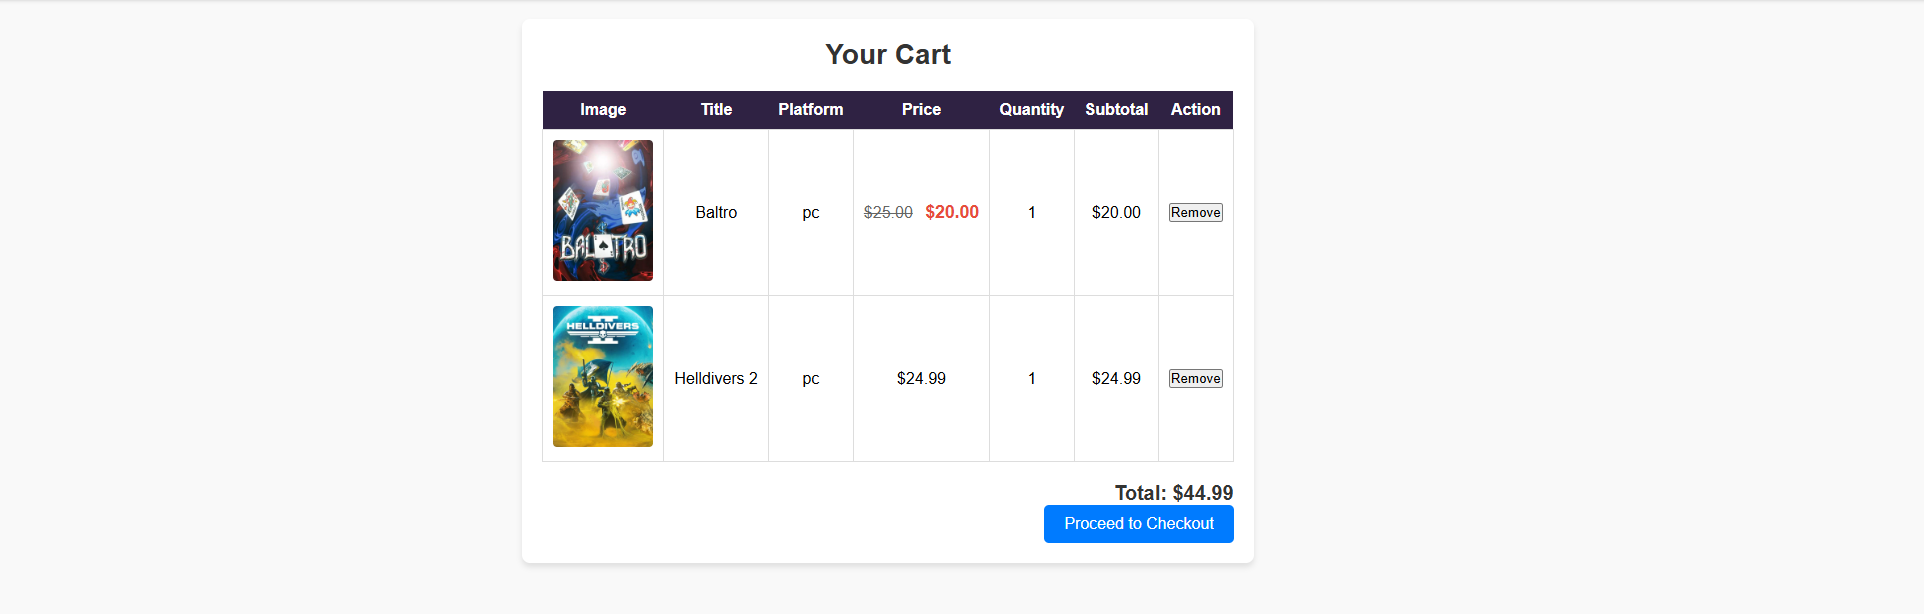 Your Cart
Image Title Platform Price Quantity Subtotal Action
BALATRO
Baltro pc $25.00 $20.00 1 $20.00 Remove
HELLDIVERS
II
Helldivers 2 pc $24.99 1 $24.99 Remove
Total: $44.99
Proceed to Checkout